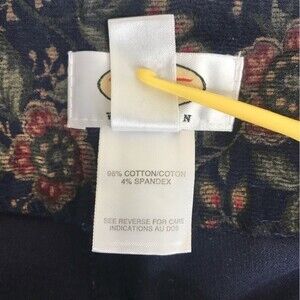 96% COTTON/COTON
4% SPANDEX
SEE REVERSE FOR CARE
INDICATIONS AU DOS